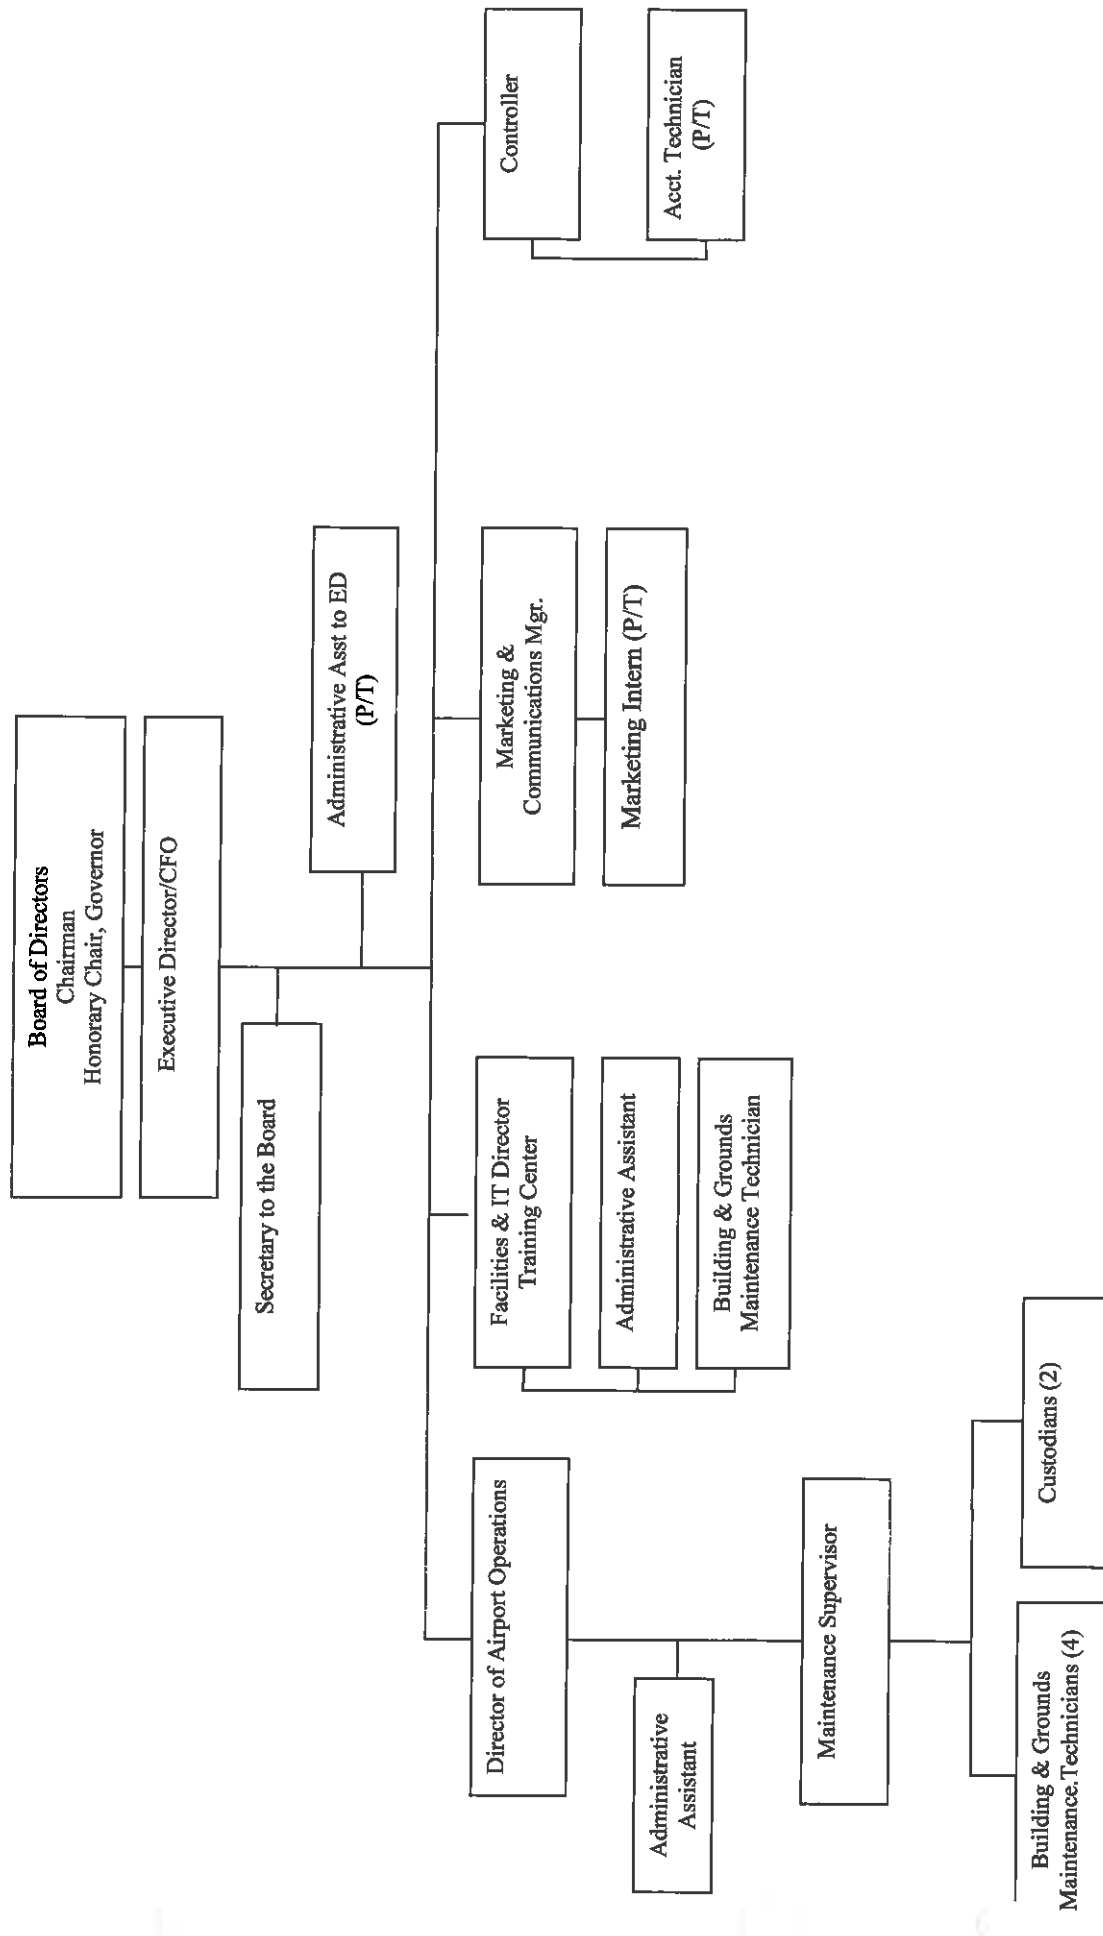 Board of Directors
Chairman
Honorary Chair, Governor
Executive Director/CFO
Secretary to the Board
Administrative Asst to ED
(P/T)
Director of Airport Operations
Administrative
Assistant
Maintenance Supervisor
Building & Grounds
Maintenance.Technicians (4)
Custodians (2)
Facilities & IT Director
Training Center
Administrative Assistant
Building & Grounds
Maintenance Technician
Marketing &
Communications Mgr.
Marketing Intern (P/T)
Controller
Acct. Technician
(P/T)